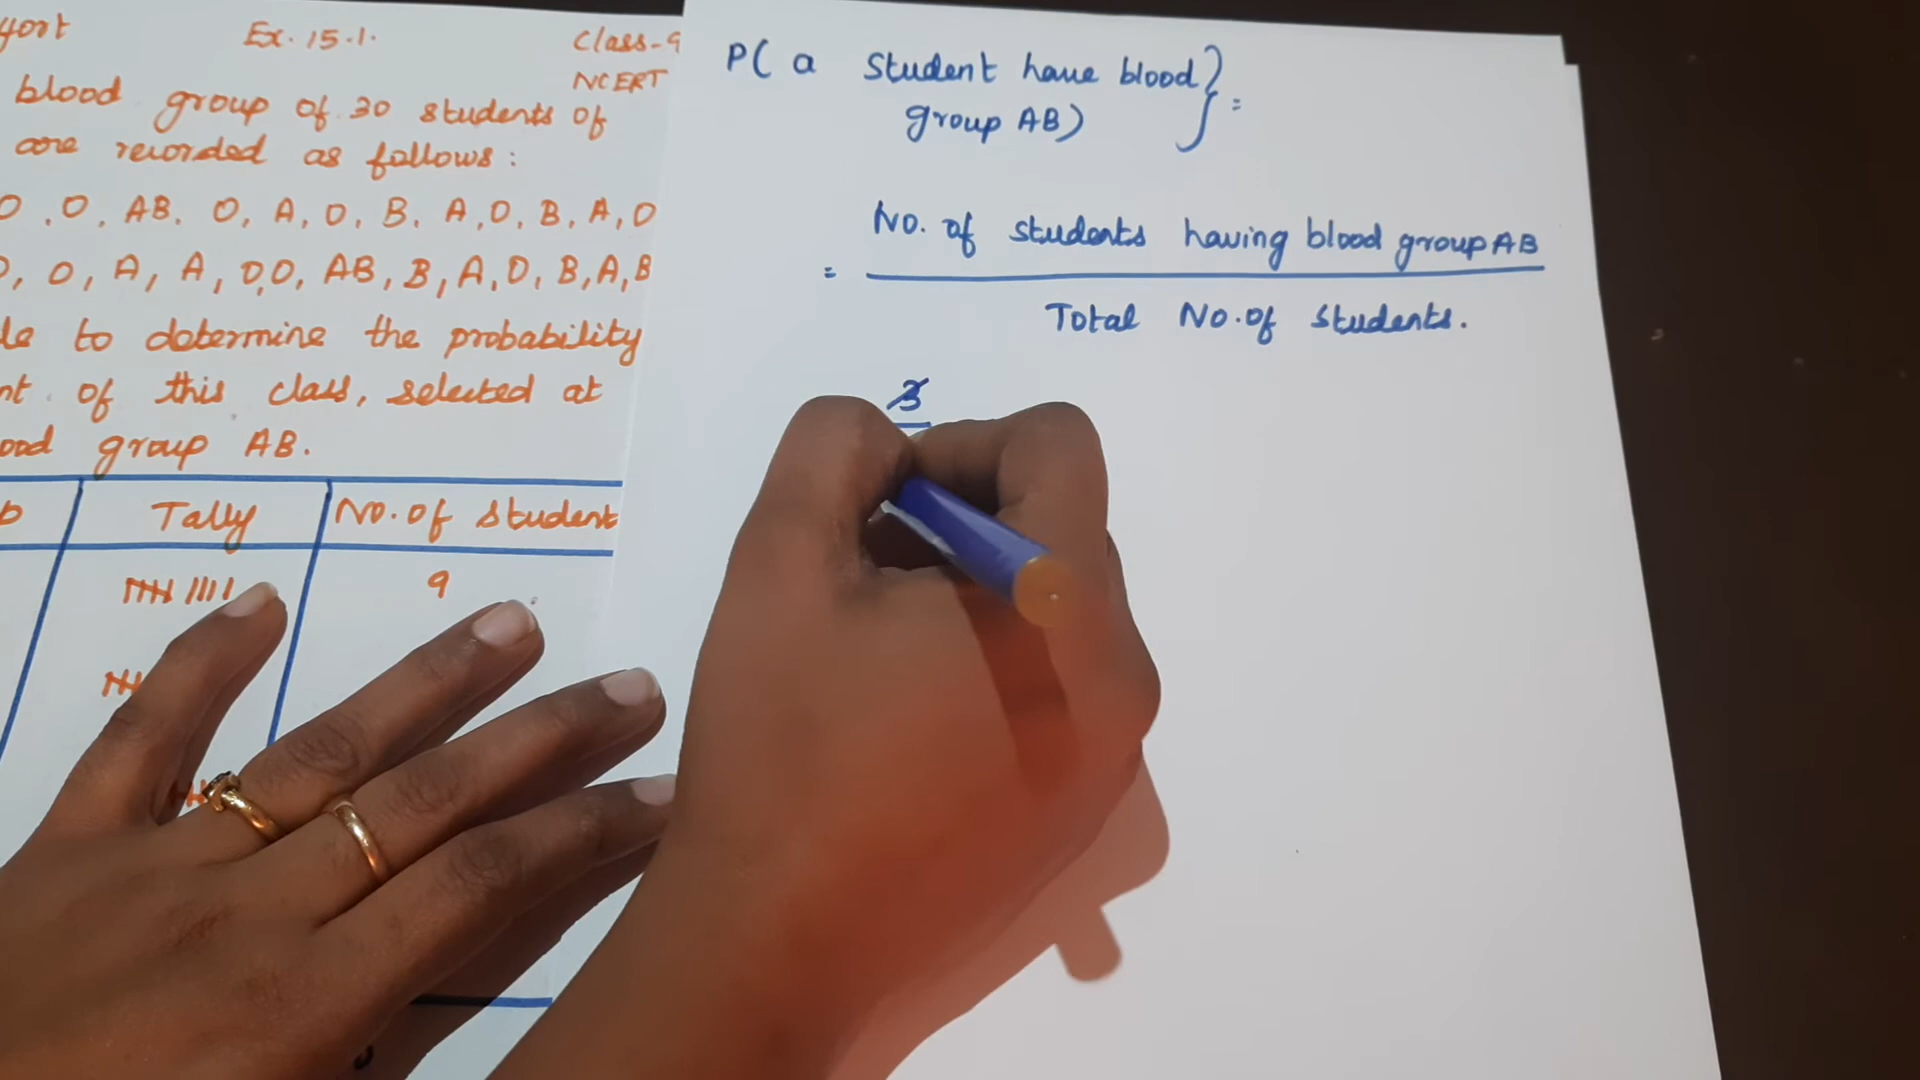 Ex. 15.1. Class-9
NCERT
blood group of 30 students of
are recorded as follows:
O, O, AB, O, A, O, B, A, O, B, A, O
O, A, A, O, O, AB, B, A, O, B, A, B
to determine the probability
of this class, selected at
group AB.
Tally No. of Student
9
P( a student have blood
group AB) } =
= No. of students having blood group AB
Total No. of students.
3